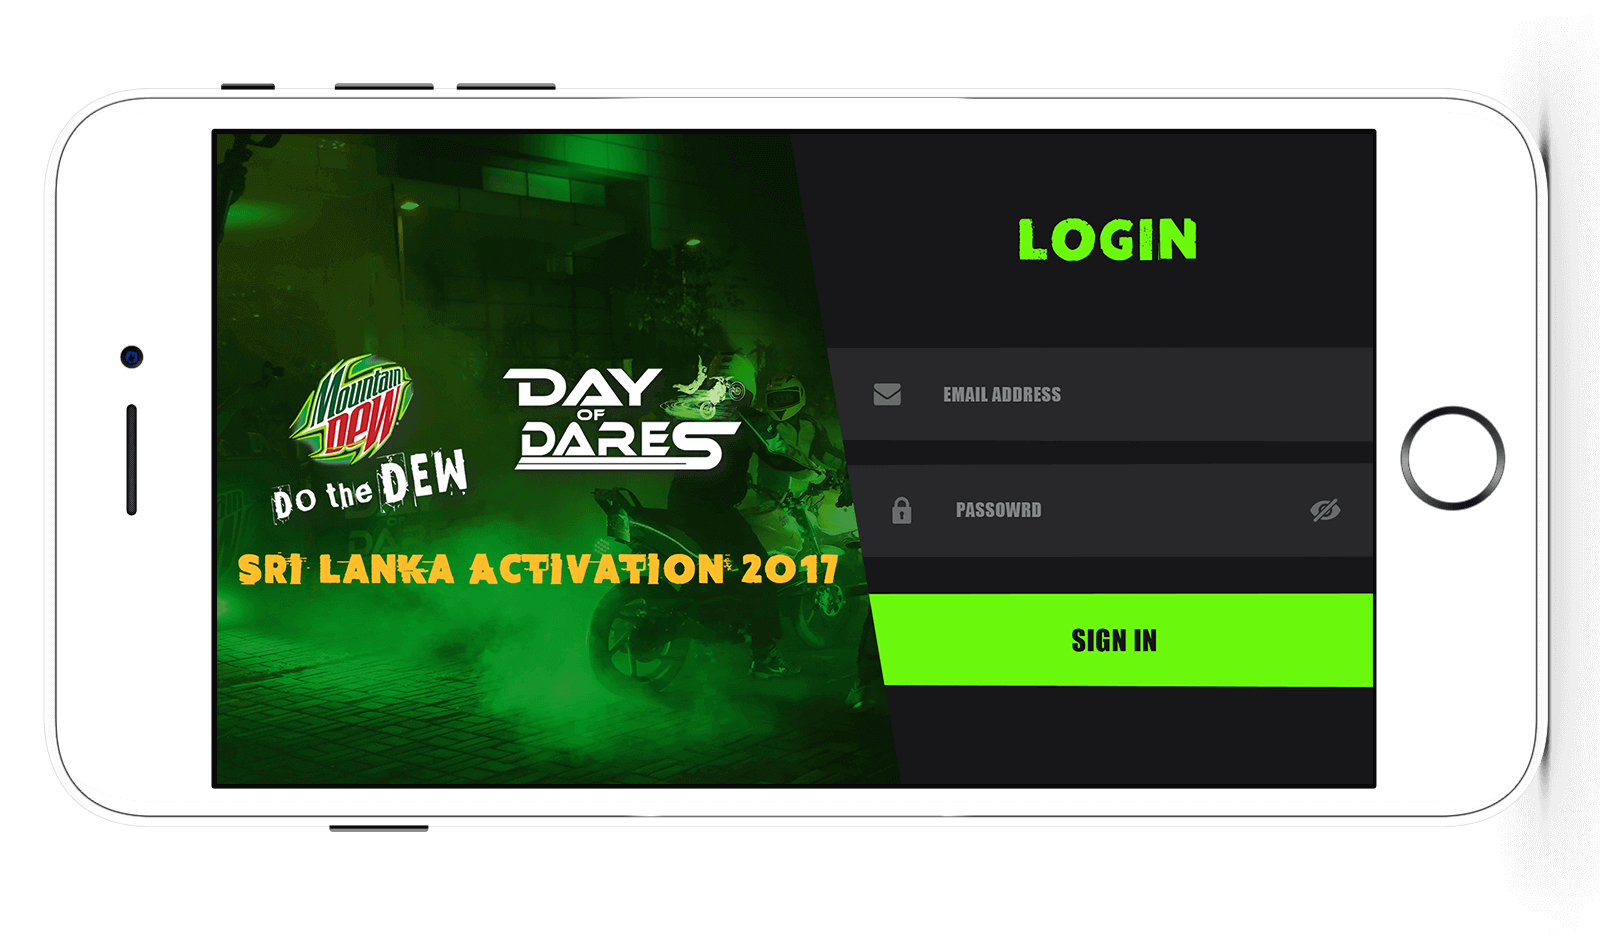 Mountain
DEW
Do the DEW
DAY
OF
DARES
SRI LANKA ACTIVATION 2017
LOGIN
EMAIL ADDRESS
PASSOWRD
SIGN IN